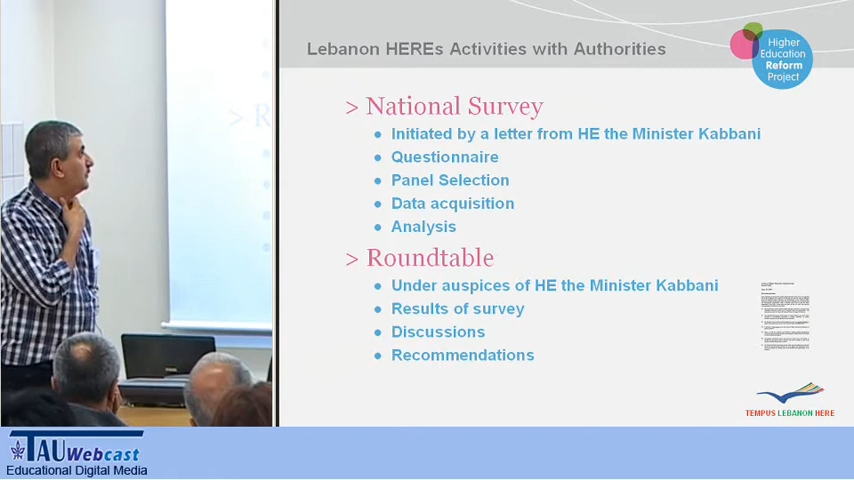 Lebanon HEREs Activities with Authorities
Higher
Education
Reform
Project
> National Survey
● Initiated by a letter from HE the Minister Kabbani
● Questionnaire
● Panel Selection
● Data acquisition
● Analysis
> Roundtable
● Under auspices of HE the Minister Kabbani
● Results of survey
● Discussions
● Recommendations
TEMPUS LEBANON HERE
TAU Webcast
Educational Digital Media
> R